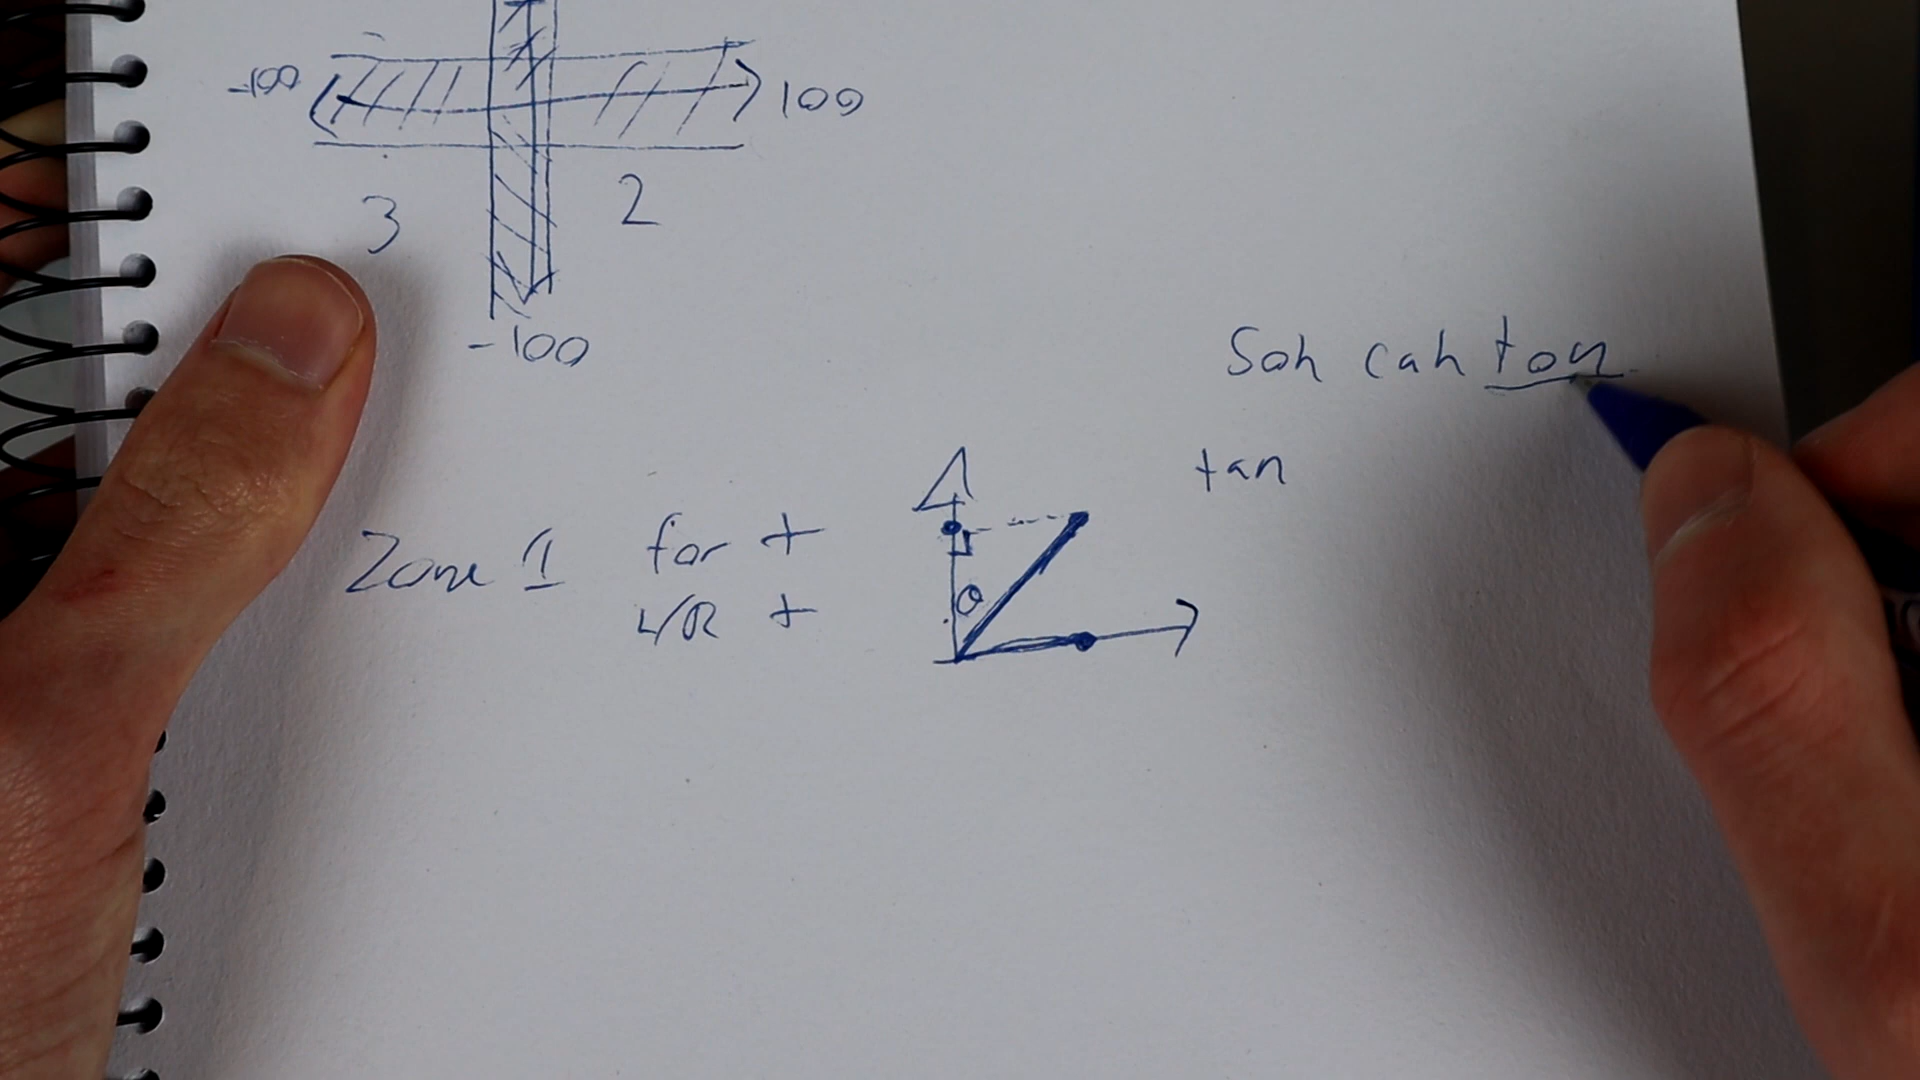 -100
100
3
2
-100
Soh cah toa
tan
Zone 1 for +
L/R +
θ